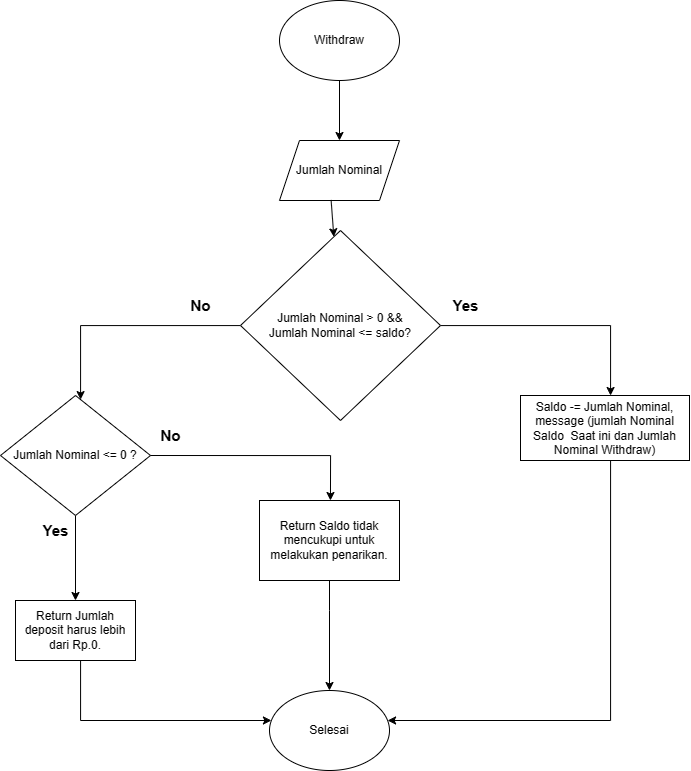 Withdraw
Jumlah Nominal
Jumlah Nominal > 0 &&
Jumlah Nominal <= saldo?
No
Yes
Saldo -= Jumlah Nominal,
message (jumlah Nominal
Saldo Saat ini dan Jumlah
Nominal Withdraw)
Jumlah Nominal <= 0 ?
No
Yes
Return Saldo tidak
mencukupi untuk
melakukan penarikan.
Return Jumlah
deposit harus lebih
dari Rp.0.
Selesai